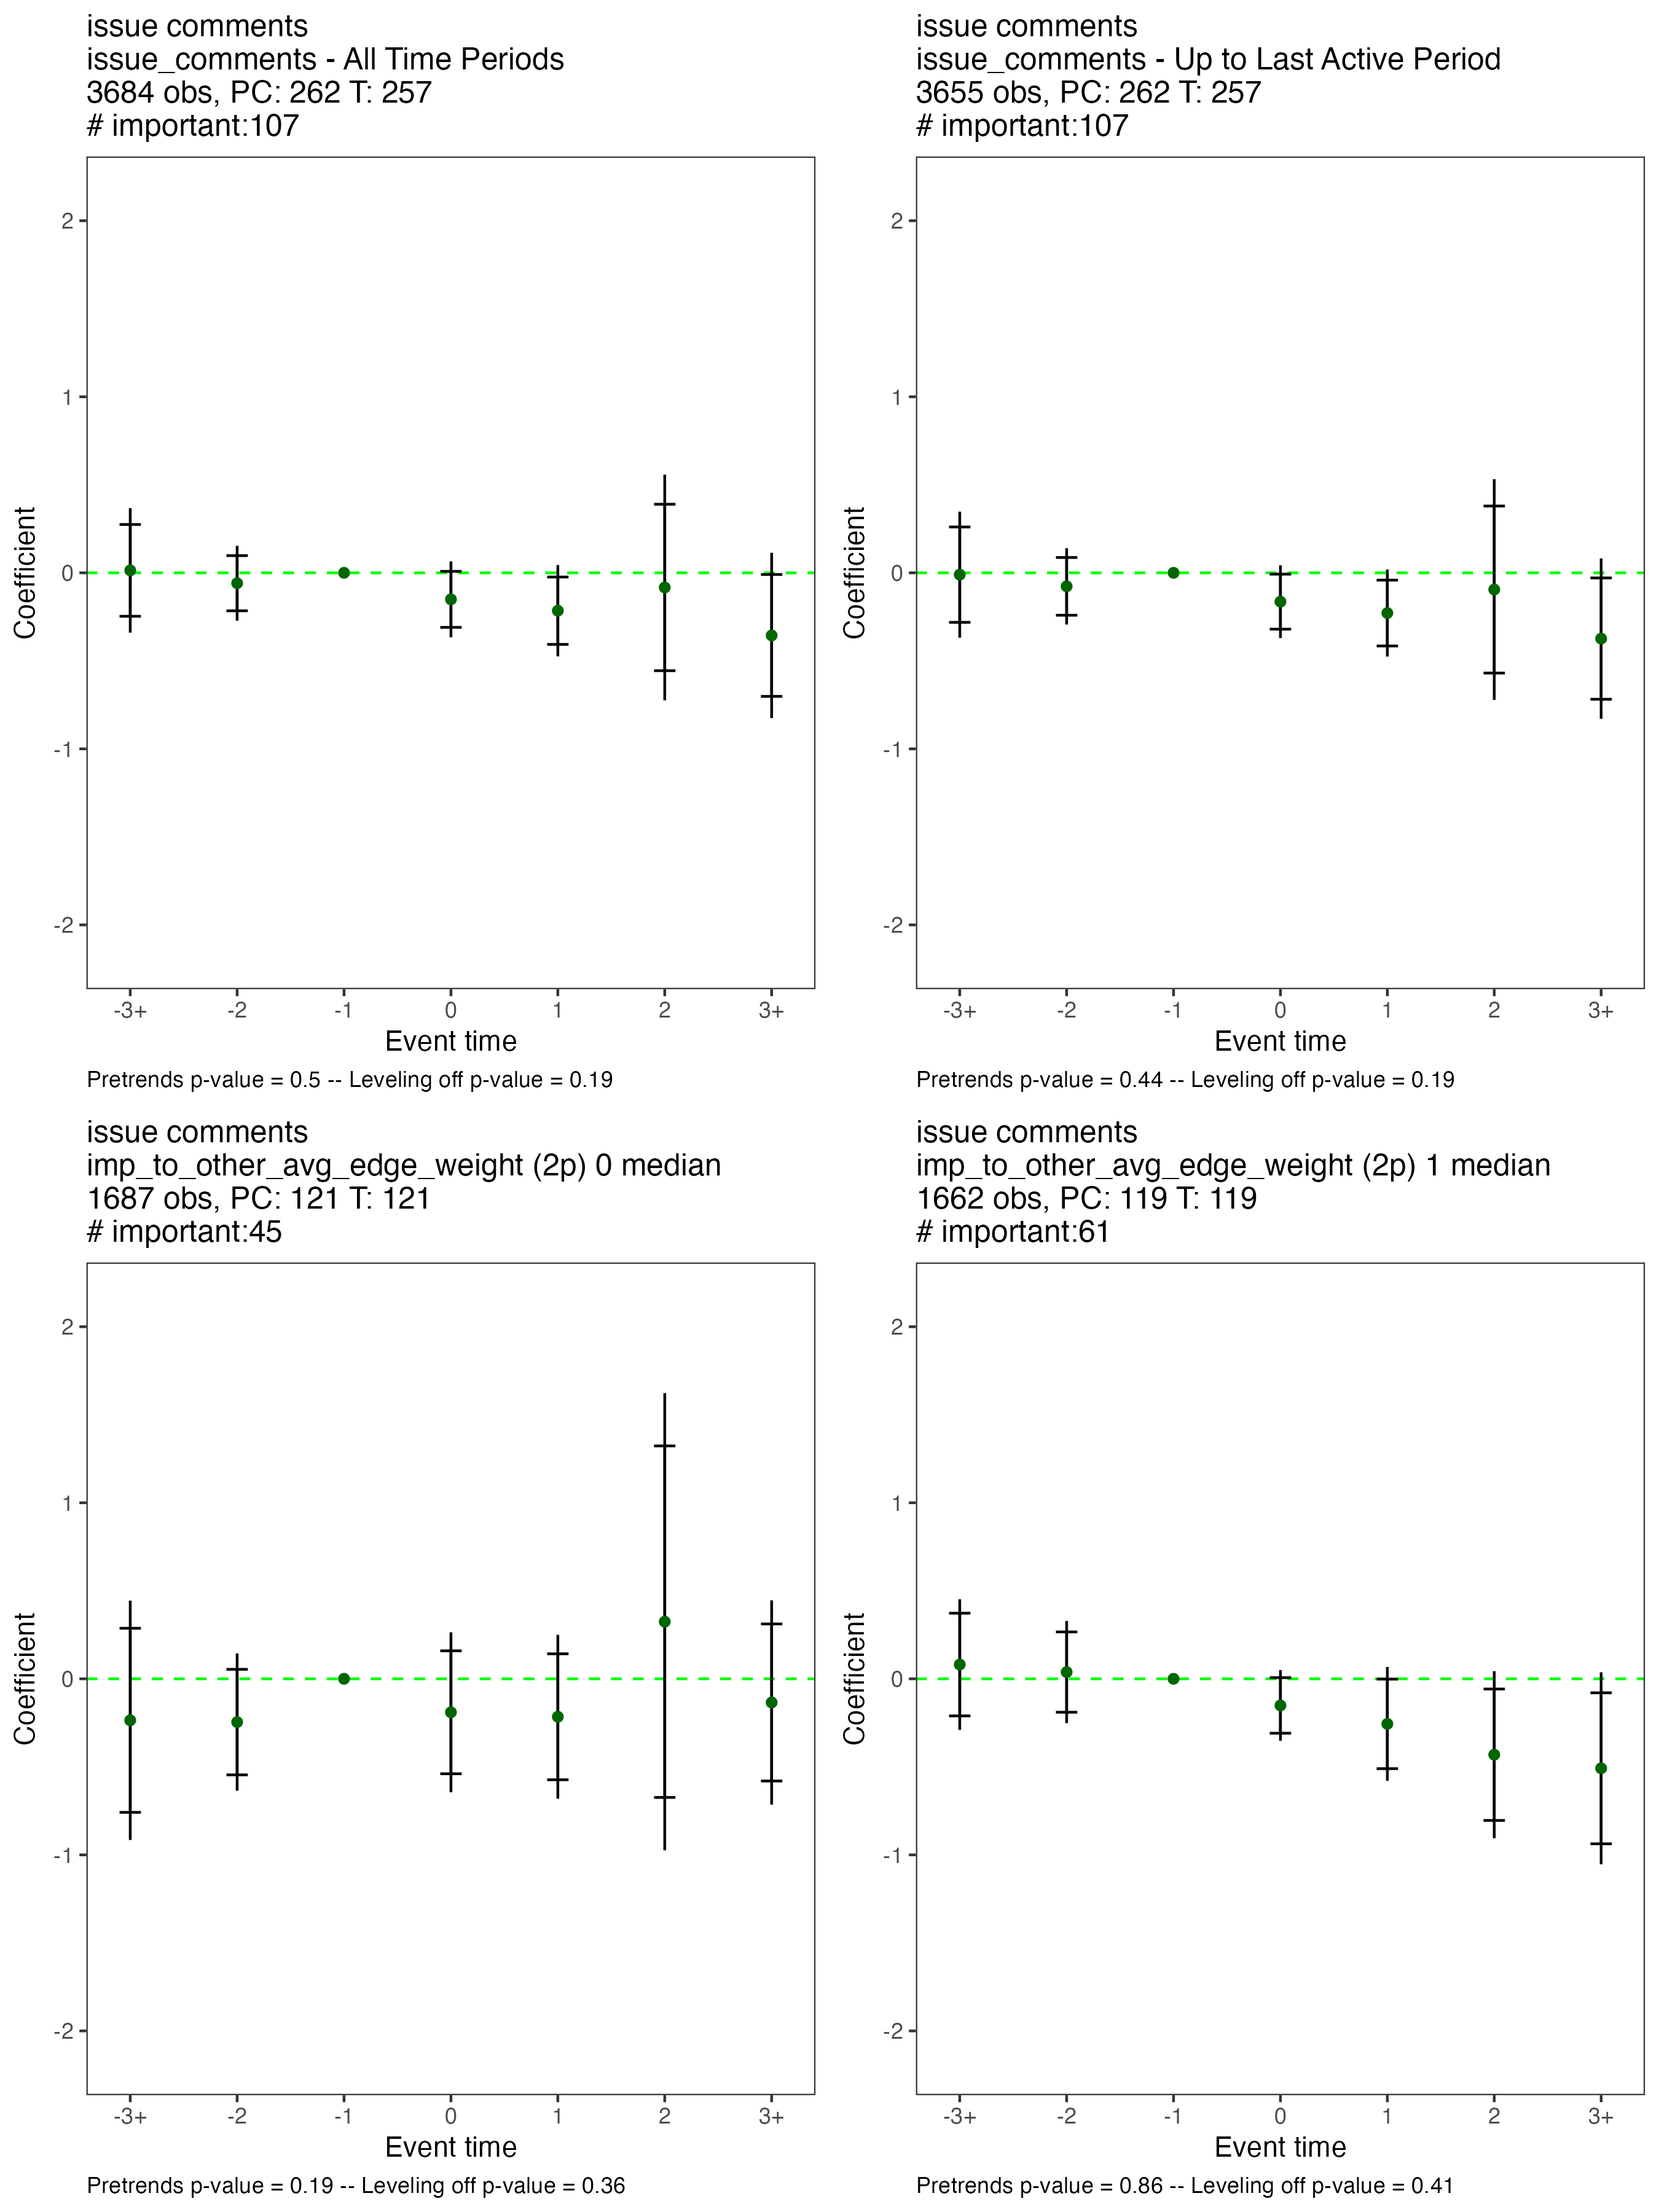 issue comments
issue_comments - All Time Periods
3684 obs, PC: 262 T: 257
# important:107
2
1
0
-1
-2
Coefficient
-3+ -2 -1 0 1 2 3+
Event time
Pretrends p-value = 0.5 -- Leveling off p-value = 0.19
issue comments
issue_comments - Up to Last Active Period
3655 obs, PC: 262 T: 257
# important:107
2
1
0
-1
-2
Coefficient
-3+ -2 -1 0 1 2 3+
Event time
Pretrends p-value = 0.44 -- Leveling off p-value = 0.19
issue comments
imp_to_other_avg_edge_weight (2p) 0 median
1687 obs, PC: 121 T: 121
# important:45
2
1
0
-1
-2
Coefficient
-3+ -2 -1 0 1 2 3+
Event time
Pretrends p-value = 0.19 -- Leveling off p-value = 0.36
issue comments
imp_to_other_avg_edge_weight (2p) 1 median
1662 obs, PC: 119 T: 119
# important:61
2
1
0
-1
-2
Coefficient
-3+ -2 -1 0 1 2 3+
Event time
Pretrends p-value = 0.86 -- Leveling off p-value = 0.41